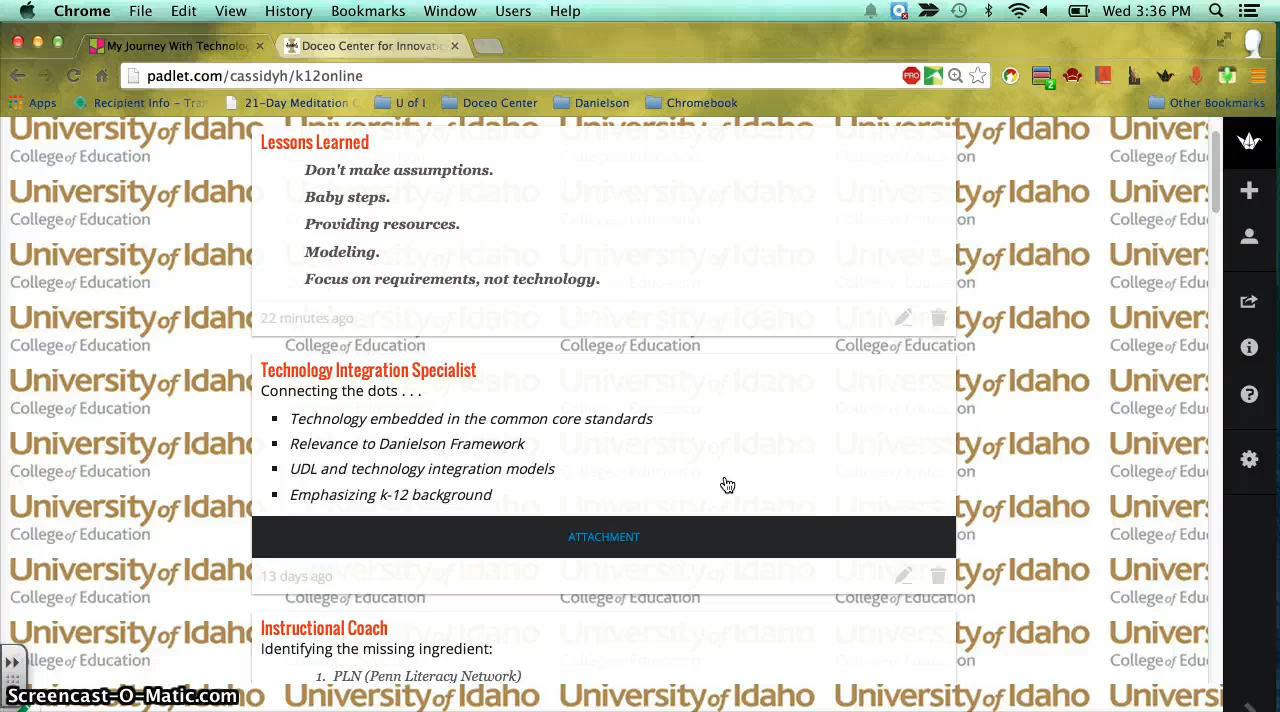 Chrome File Edit View History Bookmarks Window Users Help Wed 3:36 PM
My Journey With Technolog × Doceo Center for Innovatio ×
padlet.com/cassidyh/k12online PRO 2
Apps Recipient Info - Tra 21-Day Meditation C U of I Doceo Center Danielson Chromebook Other Bookmarks
University of Idaho
College of Education
Lessons Learned
Don't make assumptions.
Baby steps.
Providing resources.
Modeling.
Focus on requirements, not technology.
22 minutes ago
Technology Integration Specialist
Connecting the dots . . .
▪ Technology embedded in the common core standards
▪ Relevance to Danielson Framework
▪ UDL and technology integration models
▪ Emphasizing k-12 background
ATTACHMENT
13 days ago
Instructional Coach
Identifying the missing ingredient:
1. PLN (Penn Literacy Network)
Screencast-O-Matic.com